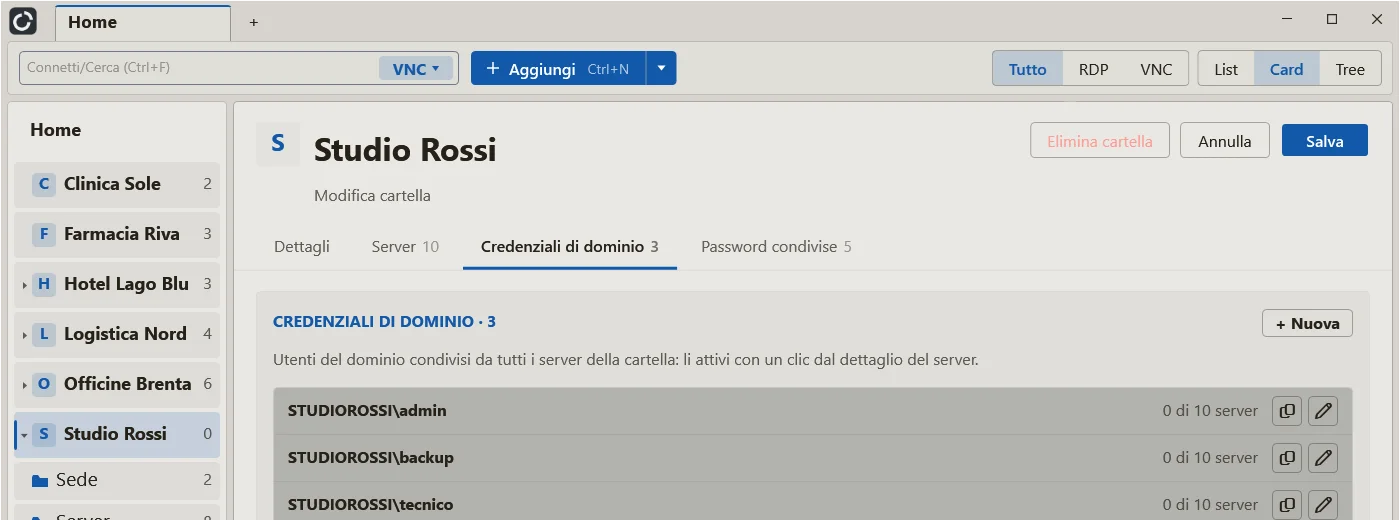 Home +
Connetti/Cerca (Ctrl+F) VNC + Aggiungi Ctrl+N Tutto RDP VNC List Card Tree
Home
C Clinica Sole 2
F Farmacia Riva 3
H Hotel Lago Blu 3
L Logistica Nord 4
O Officine Brenta 6
S Studio Rossi 0
Sede 2
Server 8
S Studio Rossi Elimina cartella Annulla Salva
Modifica cartella
Dettagli Server 10 Credenziali di dominio 3 Password condivise 5
CREDENZIALI DI DOMINIO · 3 + Nuova
Utenti del dominio condivisi da tutti i server della cartella: li attivi con un clic dal dettaglio del server.
STUDIOROSSI\admin 0 di 10 server
STUDIOROSSI\backup 0 di 10 server
STUDIOROSSI\tecnico 0 di 10 server